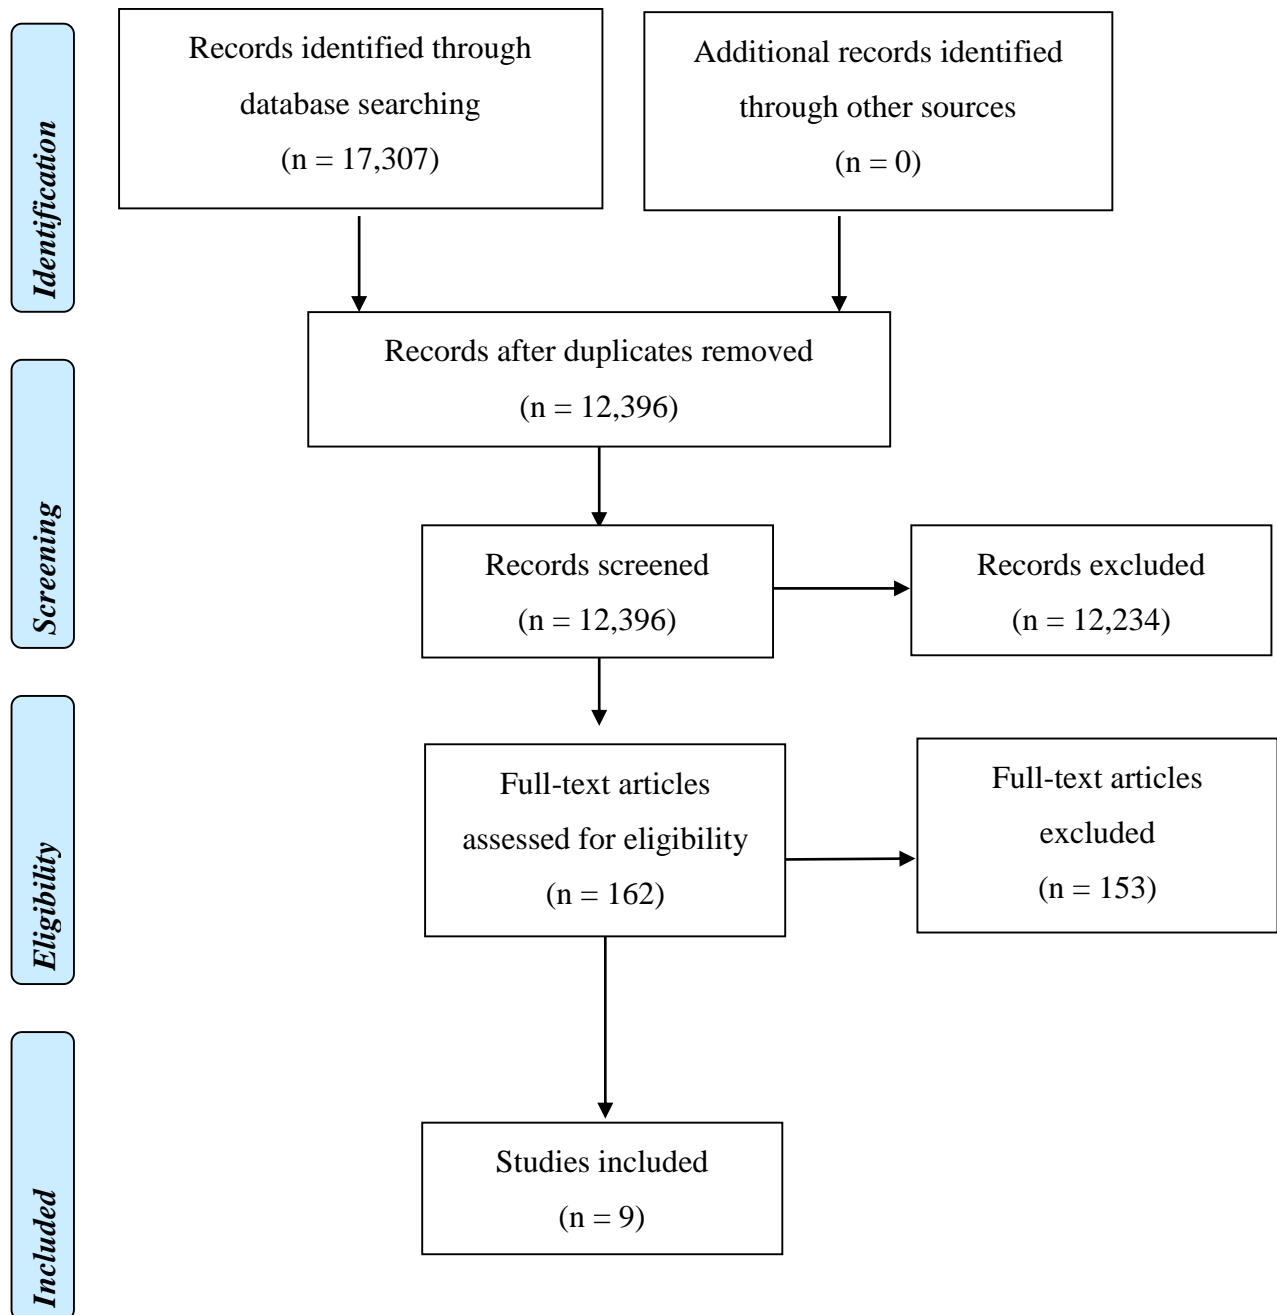 Identification
Records identified through
database searching
(n = 17,307)
Additional records identified
through other sources
(n = 0)
Records after duplicates removed
(n = 12,396)
Screening
Records screened
(n = 12,396)
Records excluded
(n = 12,234)
Eligibility
Full-text articles
assessed for eligibility
(n = 162)
Full-text articles
excluded
(n = 153)
Included
Studies included
(n = 9)